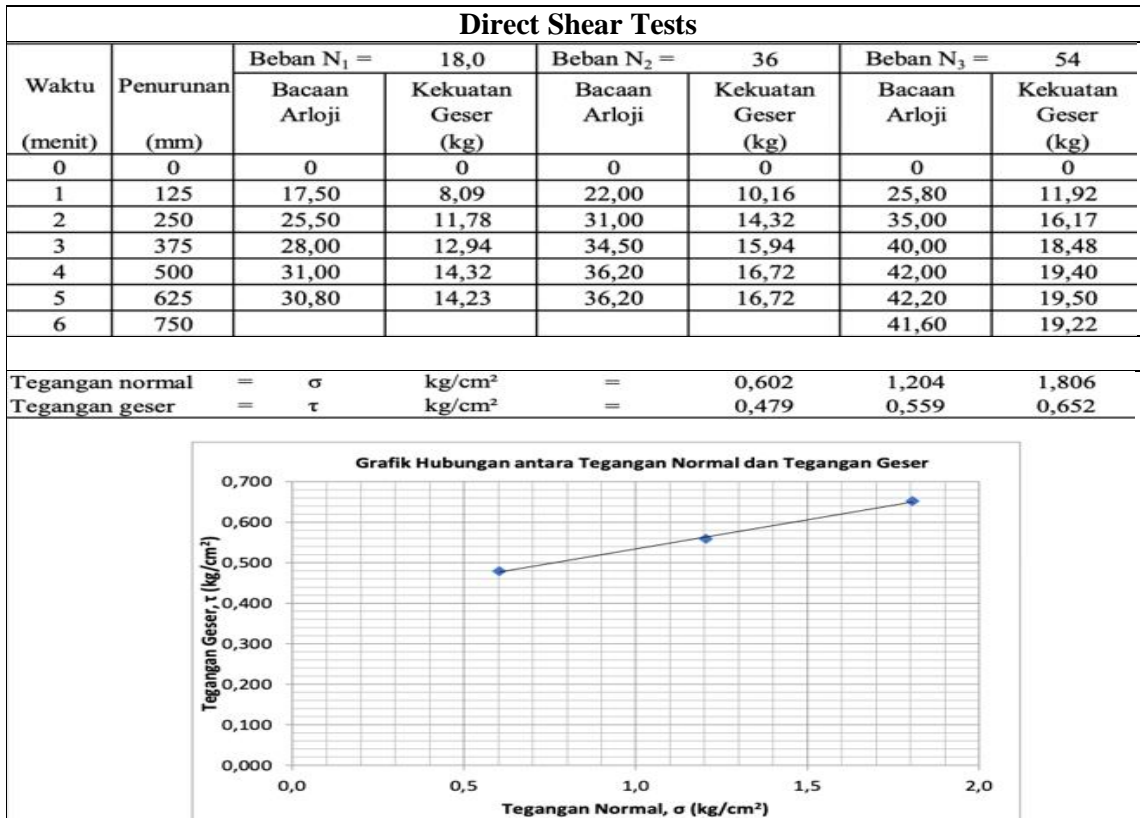 Direct Shear Tests
Waktu (menit) Penurunan (mm) Beban N₁ = 18,0 Beban N₂ = 36 Beban N₃ = 54
Bacaan Kekuatan Bacaan Kekuatan Bacaan Kekuatan
Arloji Geser Arloji Geser Arloji Geser
(kg) (kg) (kg)
0 0 0 0 0 0 0 0
1 125 17,50 8,09 22,00 10,16 25,80 11,92
2 250 25,50 11,78 31,00 14,32 35,00 16,17
3 375 28,00 12,94 34,50 15,94 40,00 18,48
4 500 31,00 14,32 36,20 16,72 42,00 19,40
5 625 30,80 14,23 36,20 16,72 42,20 19,50
6 750 41,60 19,22
Tegangan normal = σ kg/cm² = 0,602 1,204 1,806
Tegangan geser = τ kg/cm² = 0,479 0,559 0,652
Grafik Hubungan antara Tegangan Normal dan Tegangan Geser
Tegangan Geser, τ (kg/cm²)
0,700
0,600
0,500
0,400
0,300
0,200
0,100
0,000
0,0 0,5 1,0 1,5 2,0
Tegangan Normal, σ (kg/cm²)